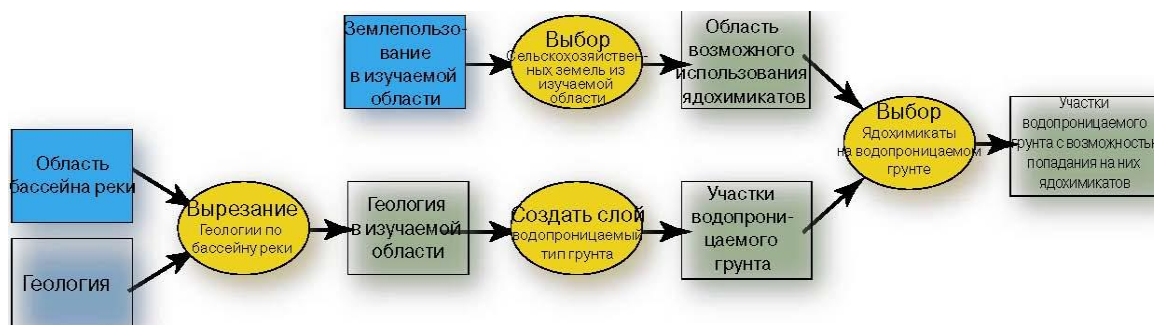 Землепользо-
вание
в изучаемой
области
Выбор
Сельскохозяйствен-
ных земель из
изучаемой
области
Область
возможного
использования
ядохимикатов
Выбор
Ядохимикаты
на водопроницаемом
грунте
Участки
водопроницаемого
грунта с возможностью
попадания на них
ядохимикатов
Область
бассейна реки
Геология
Вырезание
Геологии по
бассейну реки
Геология
в изучаемой
области
Создать слой
водопроницаемый
тип грунта
Участки
водопрони-
цаемого
грунта